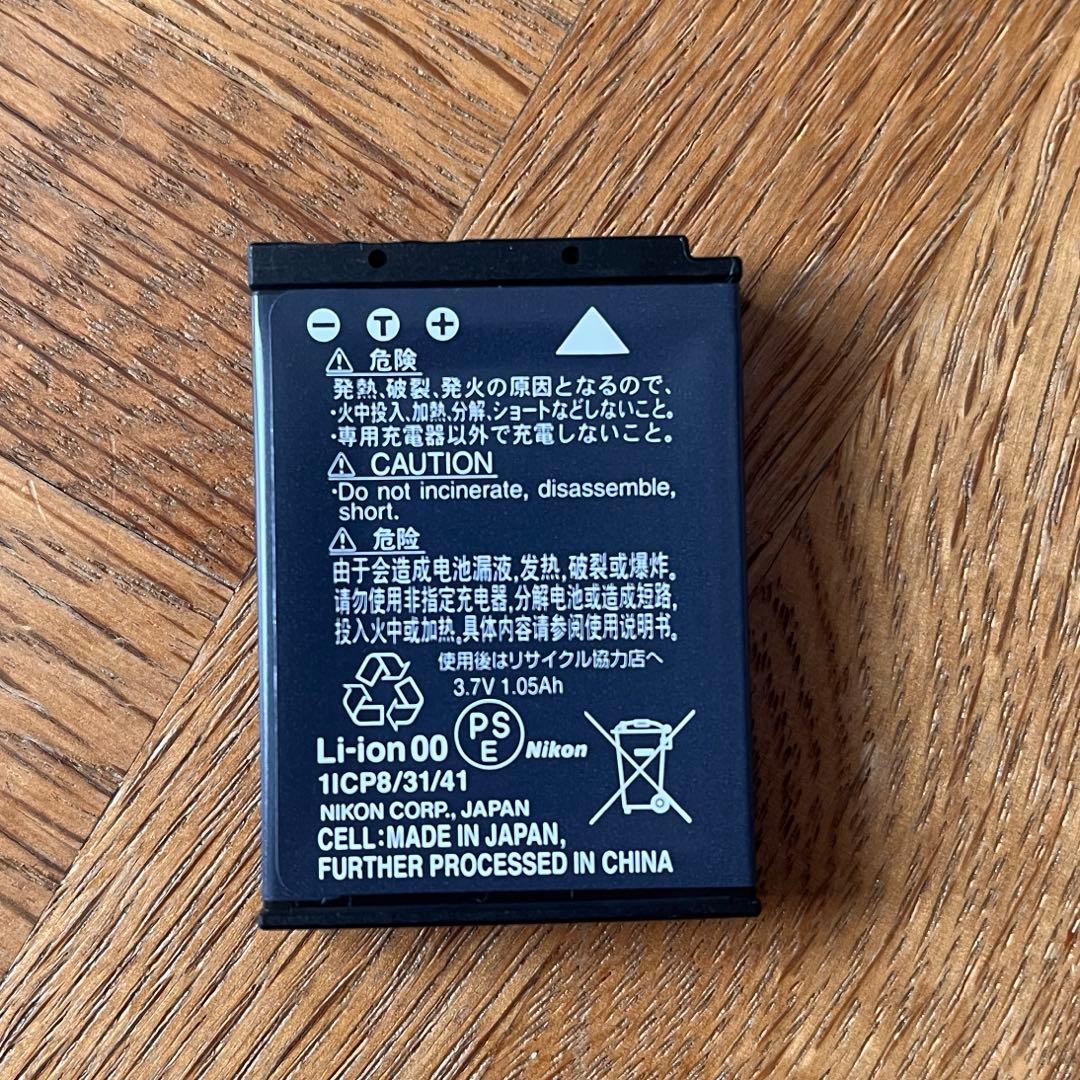 − T +
⚠ 危険
発熱、破裂、発火の原因となるので、
・火中投入、加熱、分解、ショートなどしないこと。
・専用充電器以外で充電しないこと。
⚠ CAUTION
・Do not incinerate, disassemble,
short.
⚠ 危险
由于会造成电池漏液,发热,破裂或爆炸。
请勿使用非指定充电器,分解电池或造成短路,
投入火中或加热。具体内容请参阅使用说明书。
使用後はリサイクル協力店へ
3.7V 1.05Ah
Li-ion 00 PSE Nikon
1ICP8/31/41
NIKON CORP., JAPAN
CELL:MADE IN JAPAN,
FURTHER PROCESSED IN CHINA